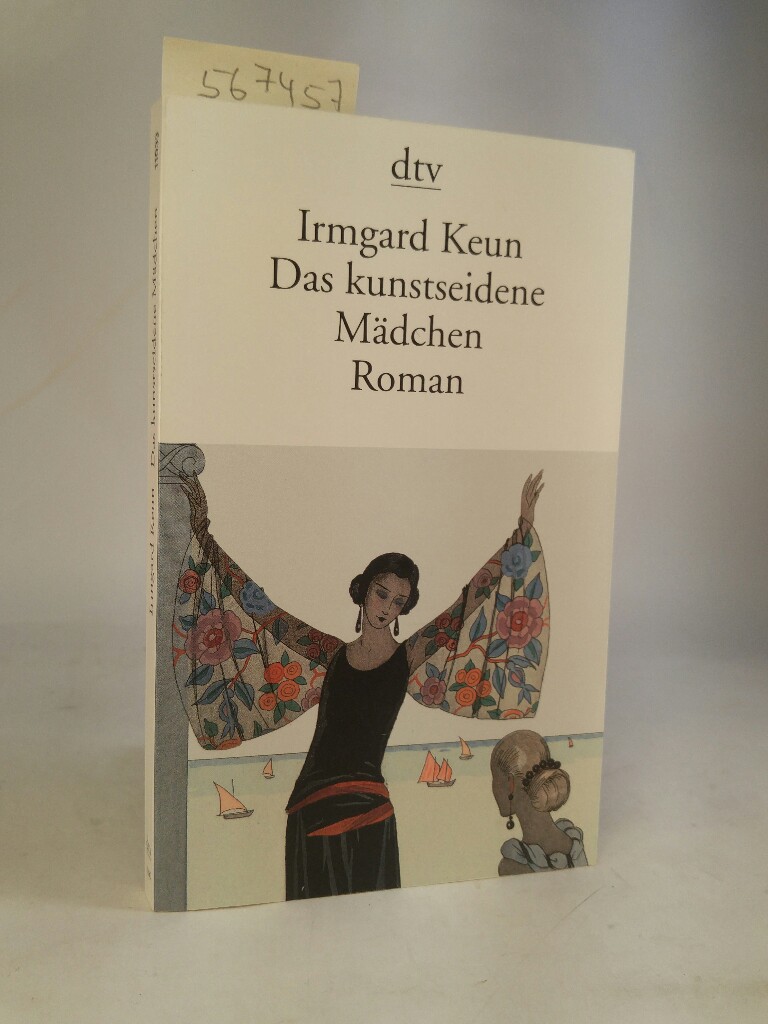 567457
dtv
Irmgard Keun
Das kunstseidene
Mädchen
Roman
Irmgard Keun Das kunstseidene Mädchen